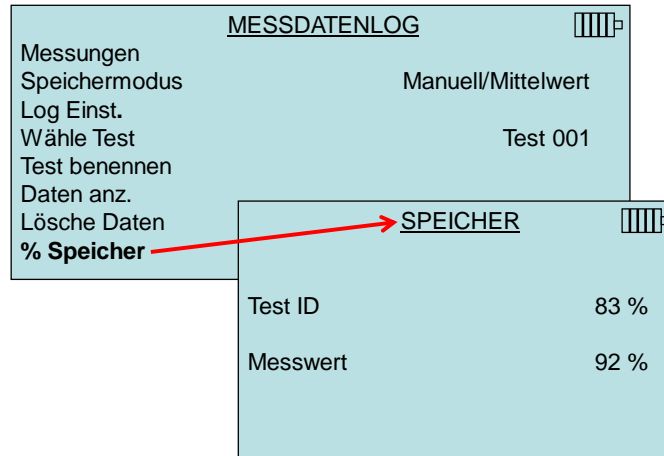 MESSDATENLOG
Messungen
Speichermodus Manuell/Mittelwert
Log Einst.
Wähle Test Test 001
Test benennen
Daten anz.
Lösche Daten
% Speicher
SPEICHER
Test ID 83 %
Messwert 92 %